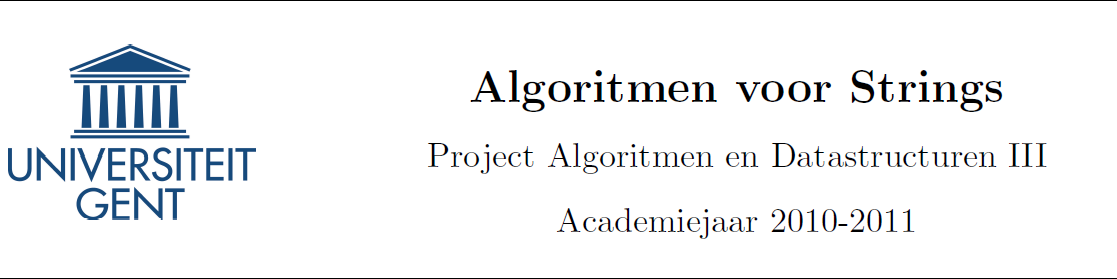 UNIVERSITEIT
GENT
Algoritmen voor Strings
Project Algoritmen en Datastructuren III
Academiejaar 2010-2011